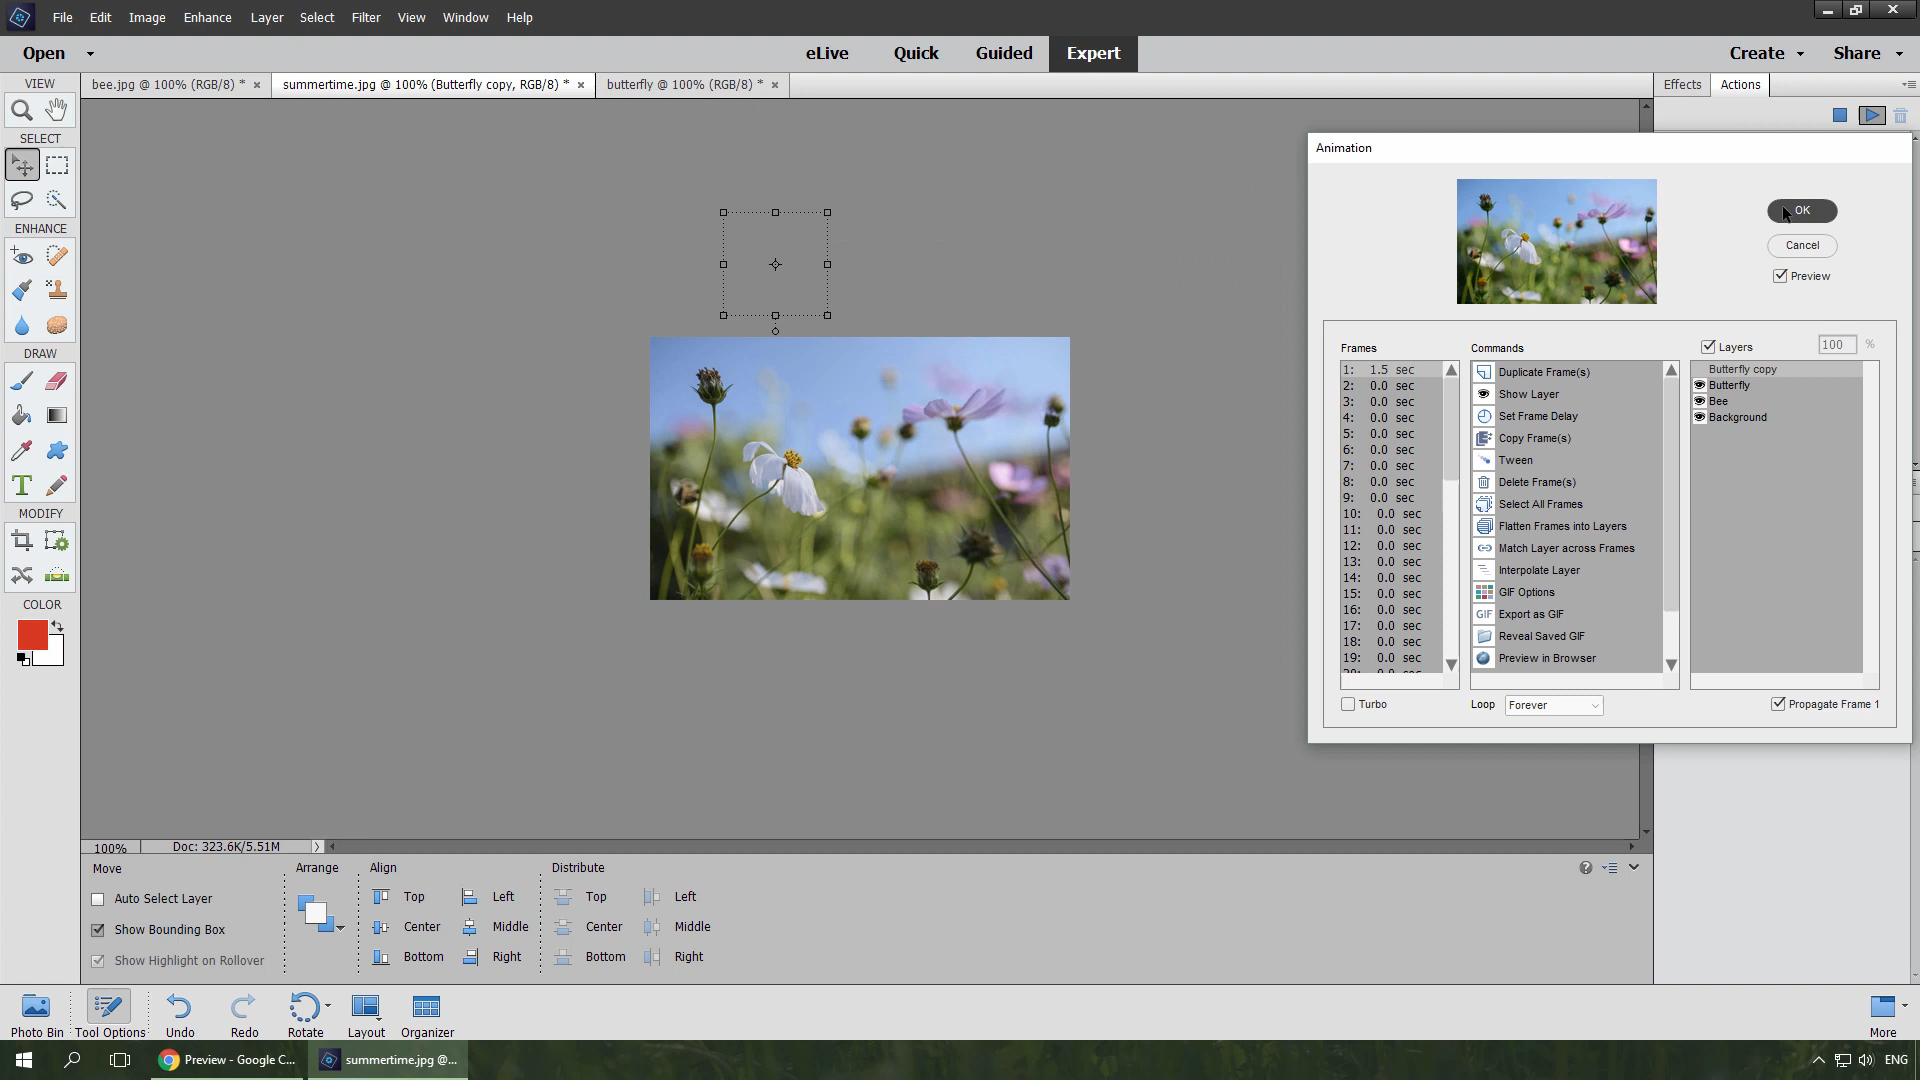 File Edit Image Enhance Layer Select Filter View Window Help
Open eLive Quick Guided Expert Create Share
VIEW
bee.jpg @ 100% (RGB/8) * × summertime.jpg @ 100% (Butterfly copy, RGB/8) * × butterfly @ 100% (RGB/8) * ×
Effects Actions
SELECT
ENHANCE
DRAW
MODIFY
COLOR
Animation
OK
Cancel
Preview
Frames Commands Layers 100 %
1: 1.5 sec
2: 0.0 sec
3: 0.0 sec
4: 0.0 sec
5: 0.0 sec
6: 0.0 sec
7: 0.0 sec
8: 0.0 sec
9: 0.0 sec
10: 0.0 sec
11: 0.0 sec
12: 0.0 sec
13: 0.0 sec
14: 0.0 sec
15: 0.0 sec
16: 0.0 sec
17: 0.0 sec
18: 0.0 sec
19: 0.0 sec
Duplicate Frame(s)
Show Layer
Set Frame Delay
Copy Frame(s)
Tween
Delete Frame(s)
Select All Frames
Flatten Frames into Layers
Match Layer across Frames
Interpolate Layer
GIF Options
GIF Export as GIF
Reveal Saved GIF
Preview in Browser
Butterfly copy
Butterfly
Bee
Background
Turbo Loop Forever Propagate Frame 1
100% Doc: 323.6K/5.51M
Move Arrange Align Distribute
Auto Select Layer
Show Bounding Box
Show Highlight on Rollover
Top Left Top Left
Center Middle Center Middle
Bottom Right Bottom Right
Photo Bin Tool Options Undo Redo Rotate Layout Organizer More
Preview - Google C... summertime.jpg @... ENG